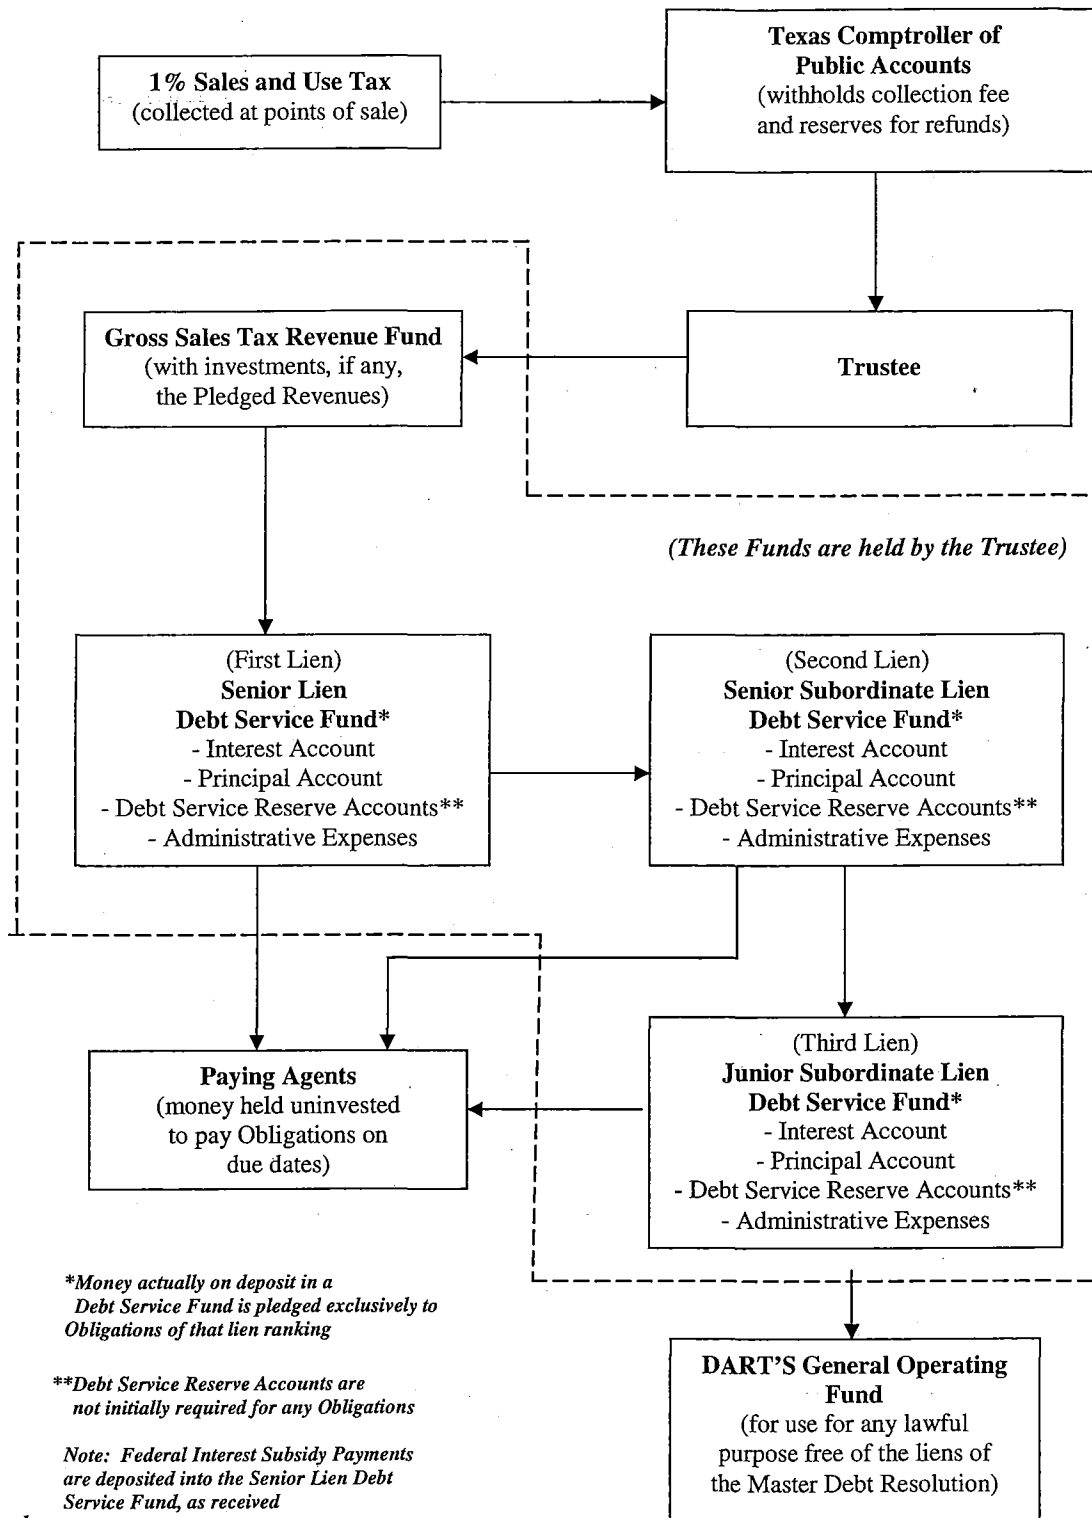 1% Sales and Use Tax
(collected at points of sale)
Texas Comptroller of
Public Accounts
(withholds collection fee
and reserves for refunds)
Gross Sales Tax Revenue Fund
(with investments, if any,
the Pledged Revenues)
Trustee
(These Funds are held by the Trustee)
(First Lien)
Senior Lien
Debt Service Fund*
- Interest Account
- Principal Account
- Debt Service Reserve Accounts**
- Administrative Expenses
(Second Lien)
Senior Subordinate Lien
Debt Service Fund*
- Interest Account
- Principal Account
- Debt Service Reserve Accounts**
- Administrative Expenses
Paying Agents
(money held uninvested
to pay Obligations on
due dates)
(Third Lien)
Junior Subordinate Lien
Debt Service Fund*
- Interest Account
- Principal Account
- Debt Service Reserve Accounts**
- Administrative Expenses
*Money actually on deposit in a
Debt Service Fund is pledged exclusively to
Obligations of that lien ranking
**Debt Service Reserve Accounts are
not initially required for any Obligations
Note: Federal Interest Subsidy Payments
are deposited into the Senior Lien Debt
Service Fund, as received
DART'S General Operating
Fund
(for use for any lawful
purpose free of the liens of
the Master Debt Resolution)